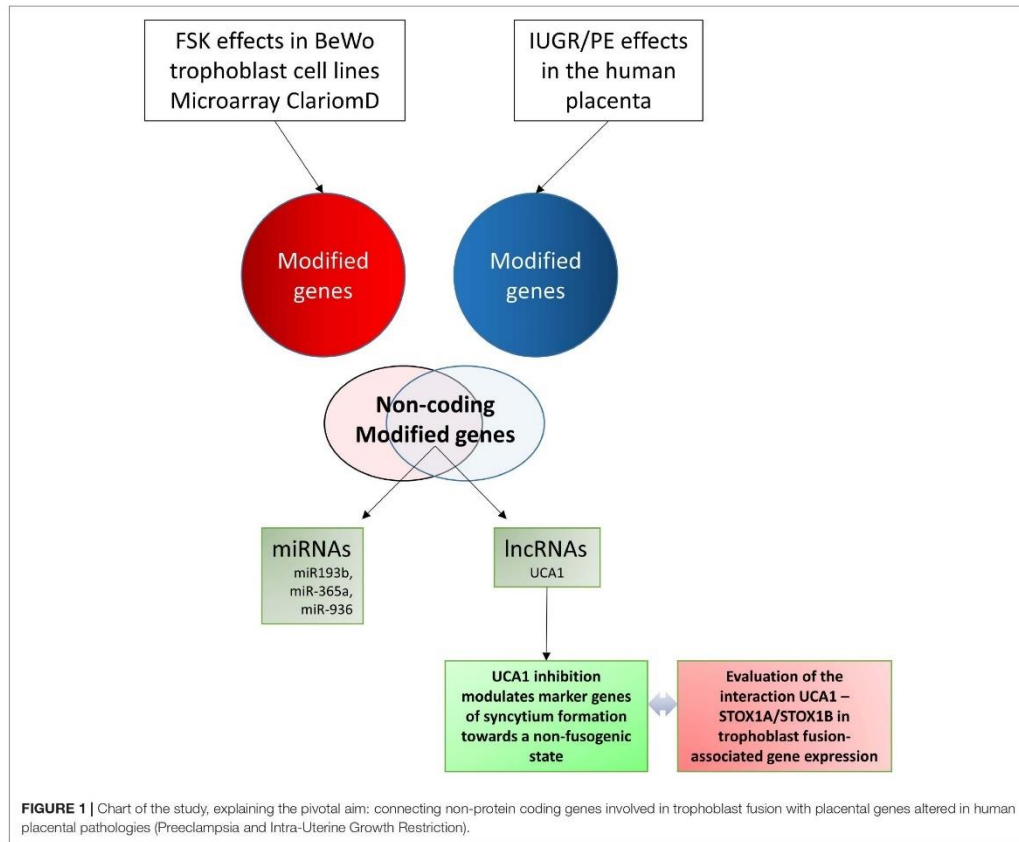 FSK effects in BeWo
trophoblast cell lines
Microarray ClariomD
IUGR/PE effects
in the human
placenta
Modified
genes
Modified
genes
Non-coding
Modified genes
miRNAs
miR193b,
miR-365a,
miR-936
lncRNAs
UCA1
UCA1 inhibition
modulates marker genes
of syncytium formation
towards a non-fusogenic
state
Evaluation of the
interaction UCA1 –
STOX1A/STOX1B in
trophoblast fusion-
associated gene expression
FIGURE 1 | Chart of the study, explaining the pivotal aim: connecting non-protein coding genes involved in trophoblast fusion with placental genes altered in human
placental pathologies (Preeclampsia and Intra-Uterine Growth Restriction).